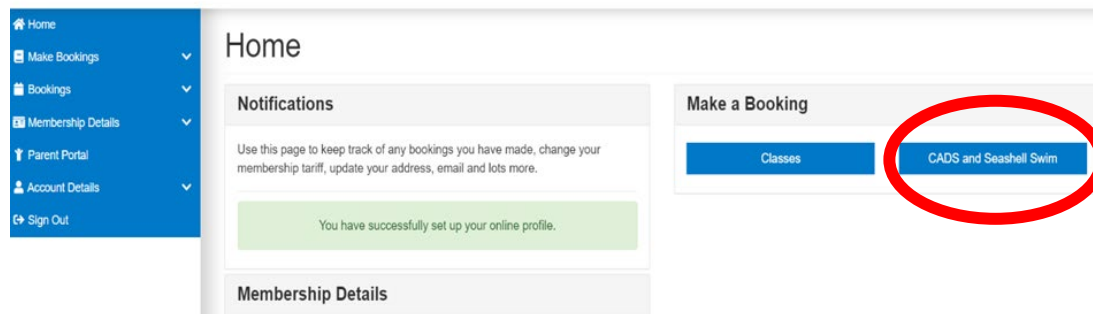 Home
Make Bookings
Bookings
Membership Details
Parent Portal
Account Details
Sign Out
Home
Notifications
Use this page to keep track of any bookings you have made, change your
membership tariff, update your address, email and lots more.
You have successfully set up your online profile.
Membership Details
Make a Booking
Classes
CADS and Seashell Swim